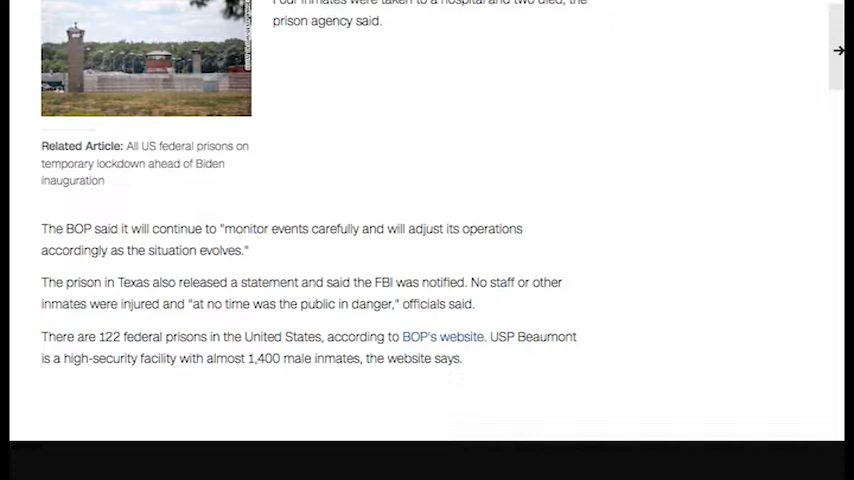 Four inmates were taken to a hospital and two died, the
prison agency said.
Related Article: All US federal prisons on
temporary lockdown ahead of Biden
inauguration
The BOP said it will continue to "monitor events carefully and will adjust its operations
accordingly as the situation evolves."
The prison in Texas also released a statement and said the FBI was notified. No staff or other
inmates were injured and "at no time was the public in danger," officials said.
There are 122 federal prisons in the United States, according to BOP's website. USP Beaumont
is a high-security facility with almost 1,400 male inmates, the website says.